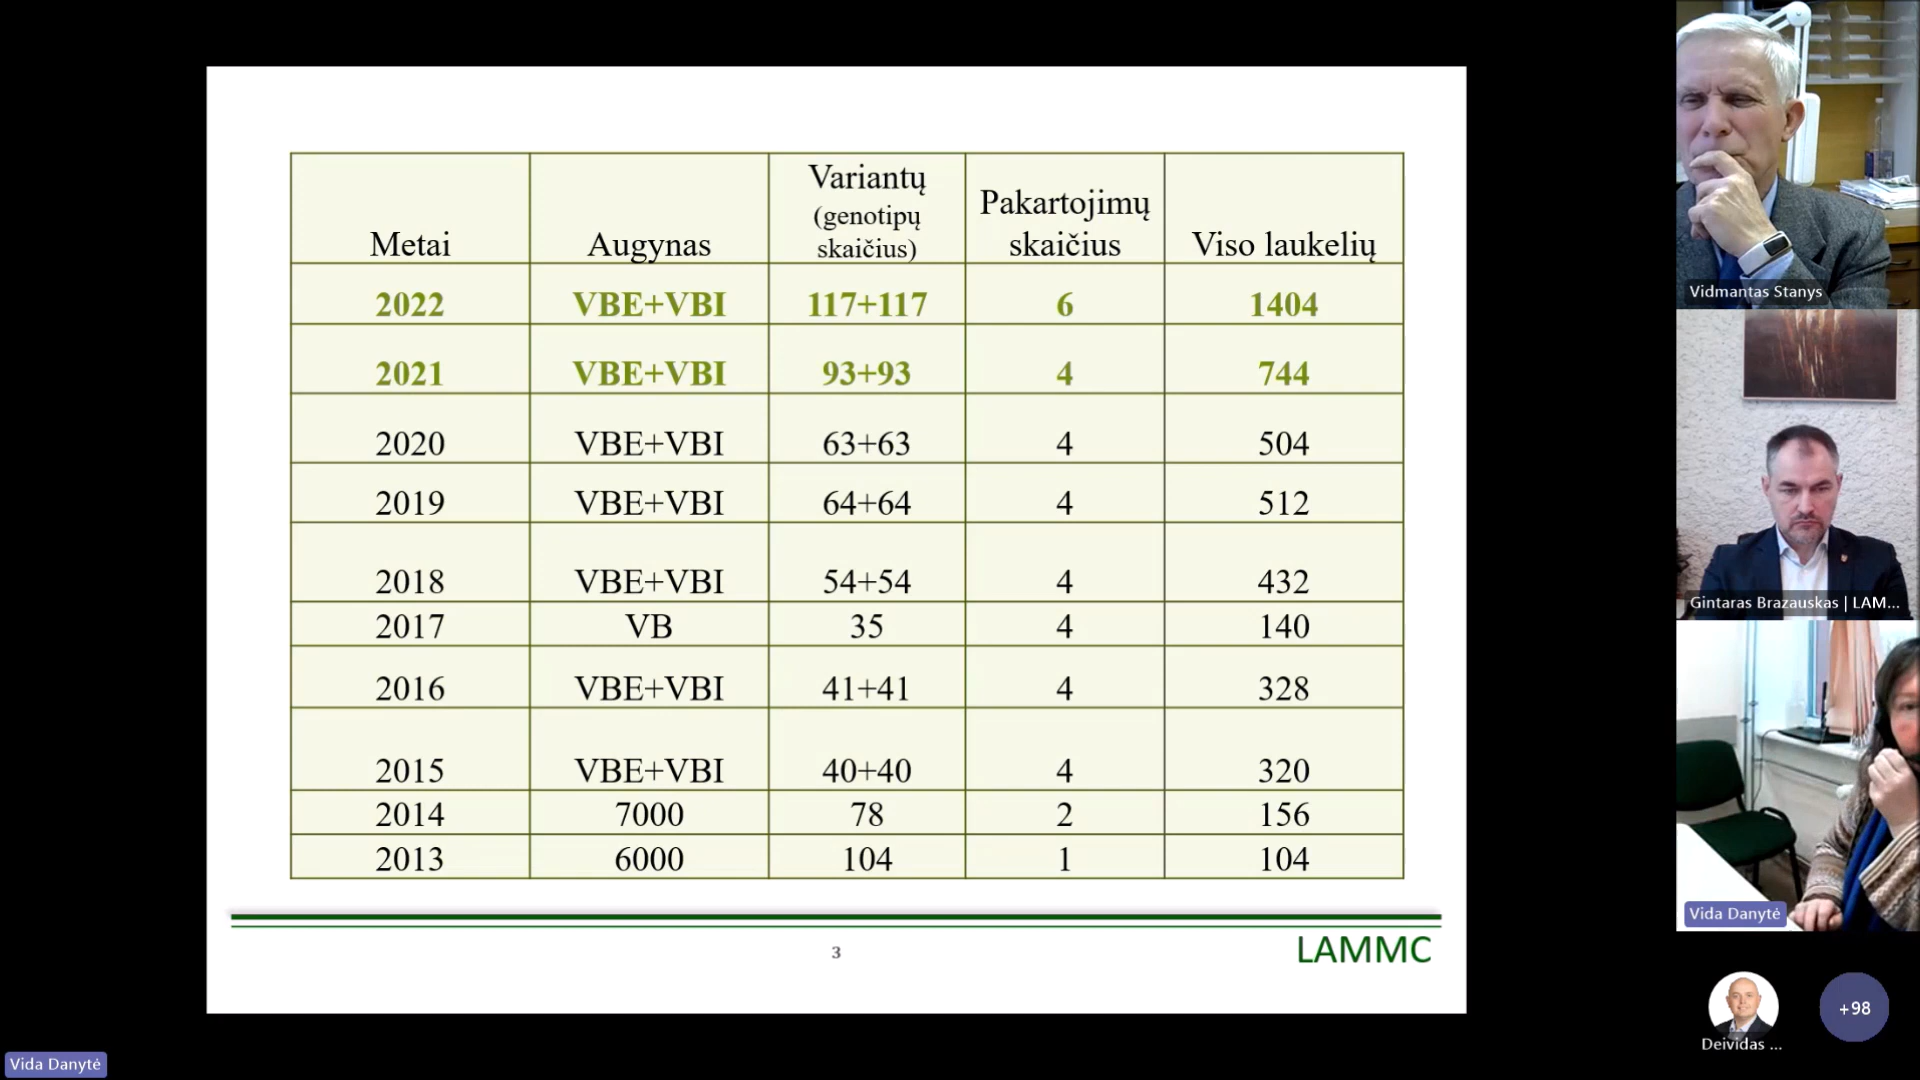 Metai Augynas Variantų (genotipų skaičius) Pakartojimų skaičius Viso laukelių
2022 VBE+VBI 117+117 6 1404
2021 VBE+VBI 93+93 4 744
2020 VBE+VBI 63+63 4 504
2019 VBE+VBI 64+64 4 512
2018 VBE+VBI 54+54 4 432
2017 VB 35 4 140
2016 VBE+VBI 41+41 4 328
2015 VBE+VBI 40+40 4 320
2014 7000 78 2 156
2013 6000 104 1 104
3
LAMMC
Vidmantas Stanys
Gintaras Brazauskas | LAM...
Vida Danytė
Deividas ...
+98
Vida Danytė